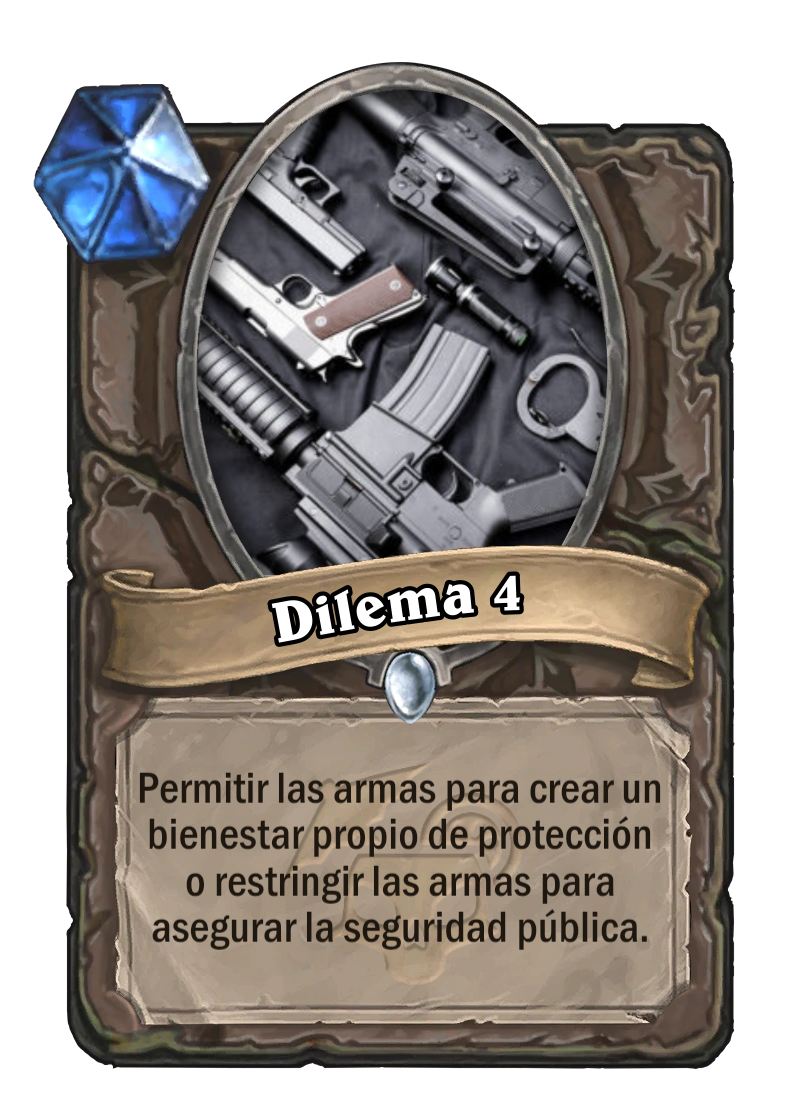 Dilema 4
Permitir las armas para crear un
bienestar propio de protección
o restringir las armas para
asegurar la seguridad pública.